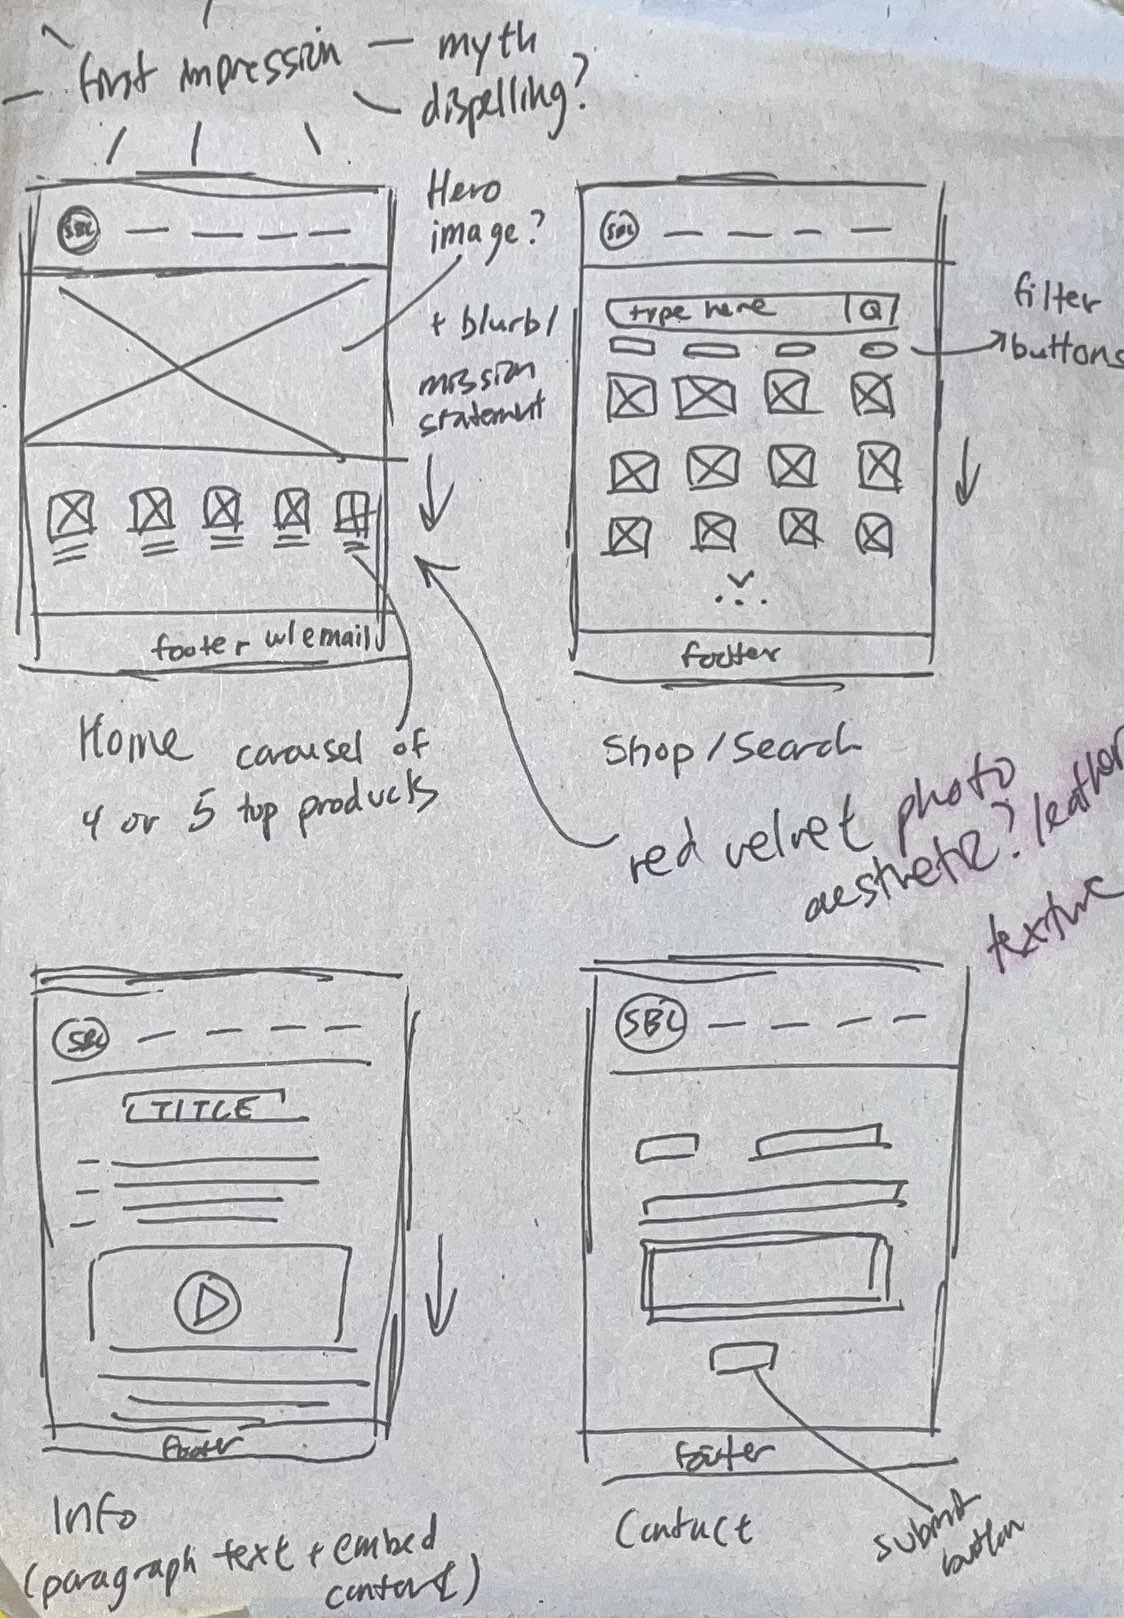 first impression — myth
dispelling?
Hero
image?
+ blurb/
mission
statement
SBC
footer w/ email
Home
carousel of
4 or 5 top products
SBC
type here
Q
filter
buttons
footer
Shop/Search
red velvet photo
aesthetic? leather
texture
SBC
TITLE
footer
Info
(paragraph text + embed
content)
SBC
footer
Contact
submit
button